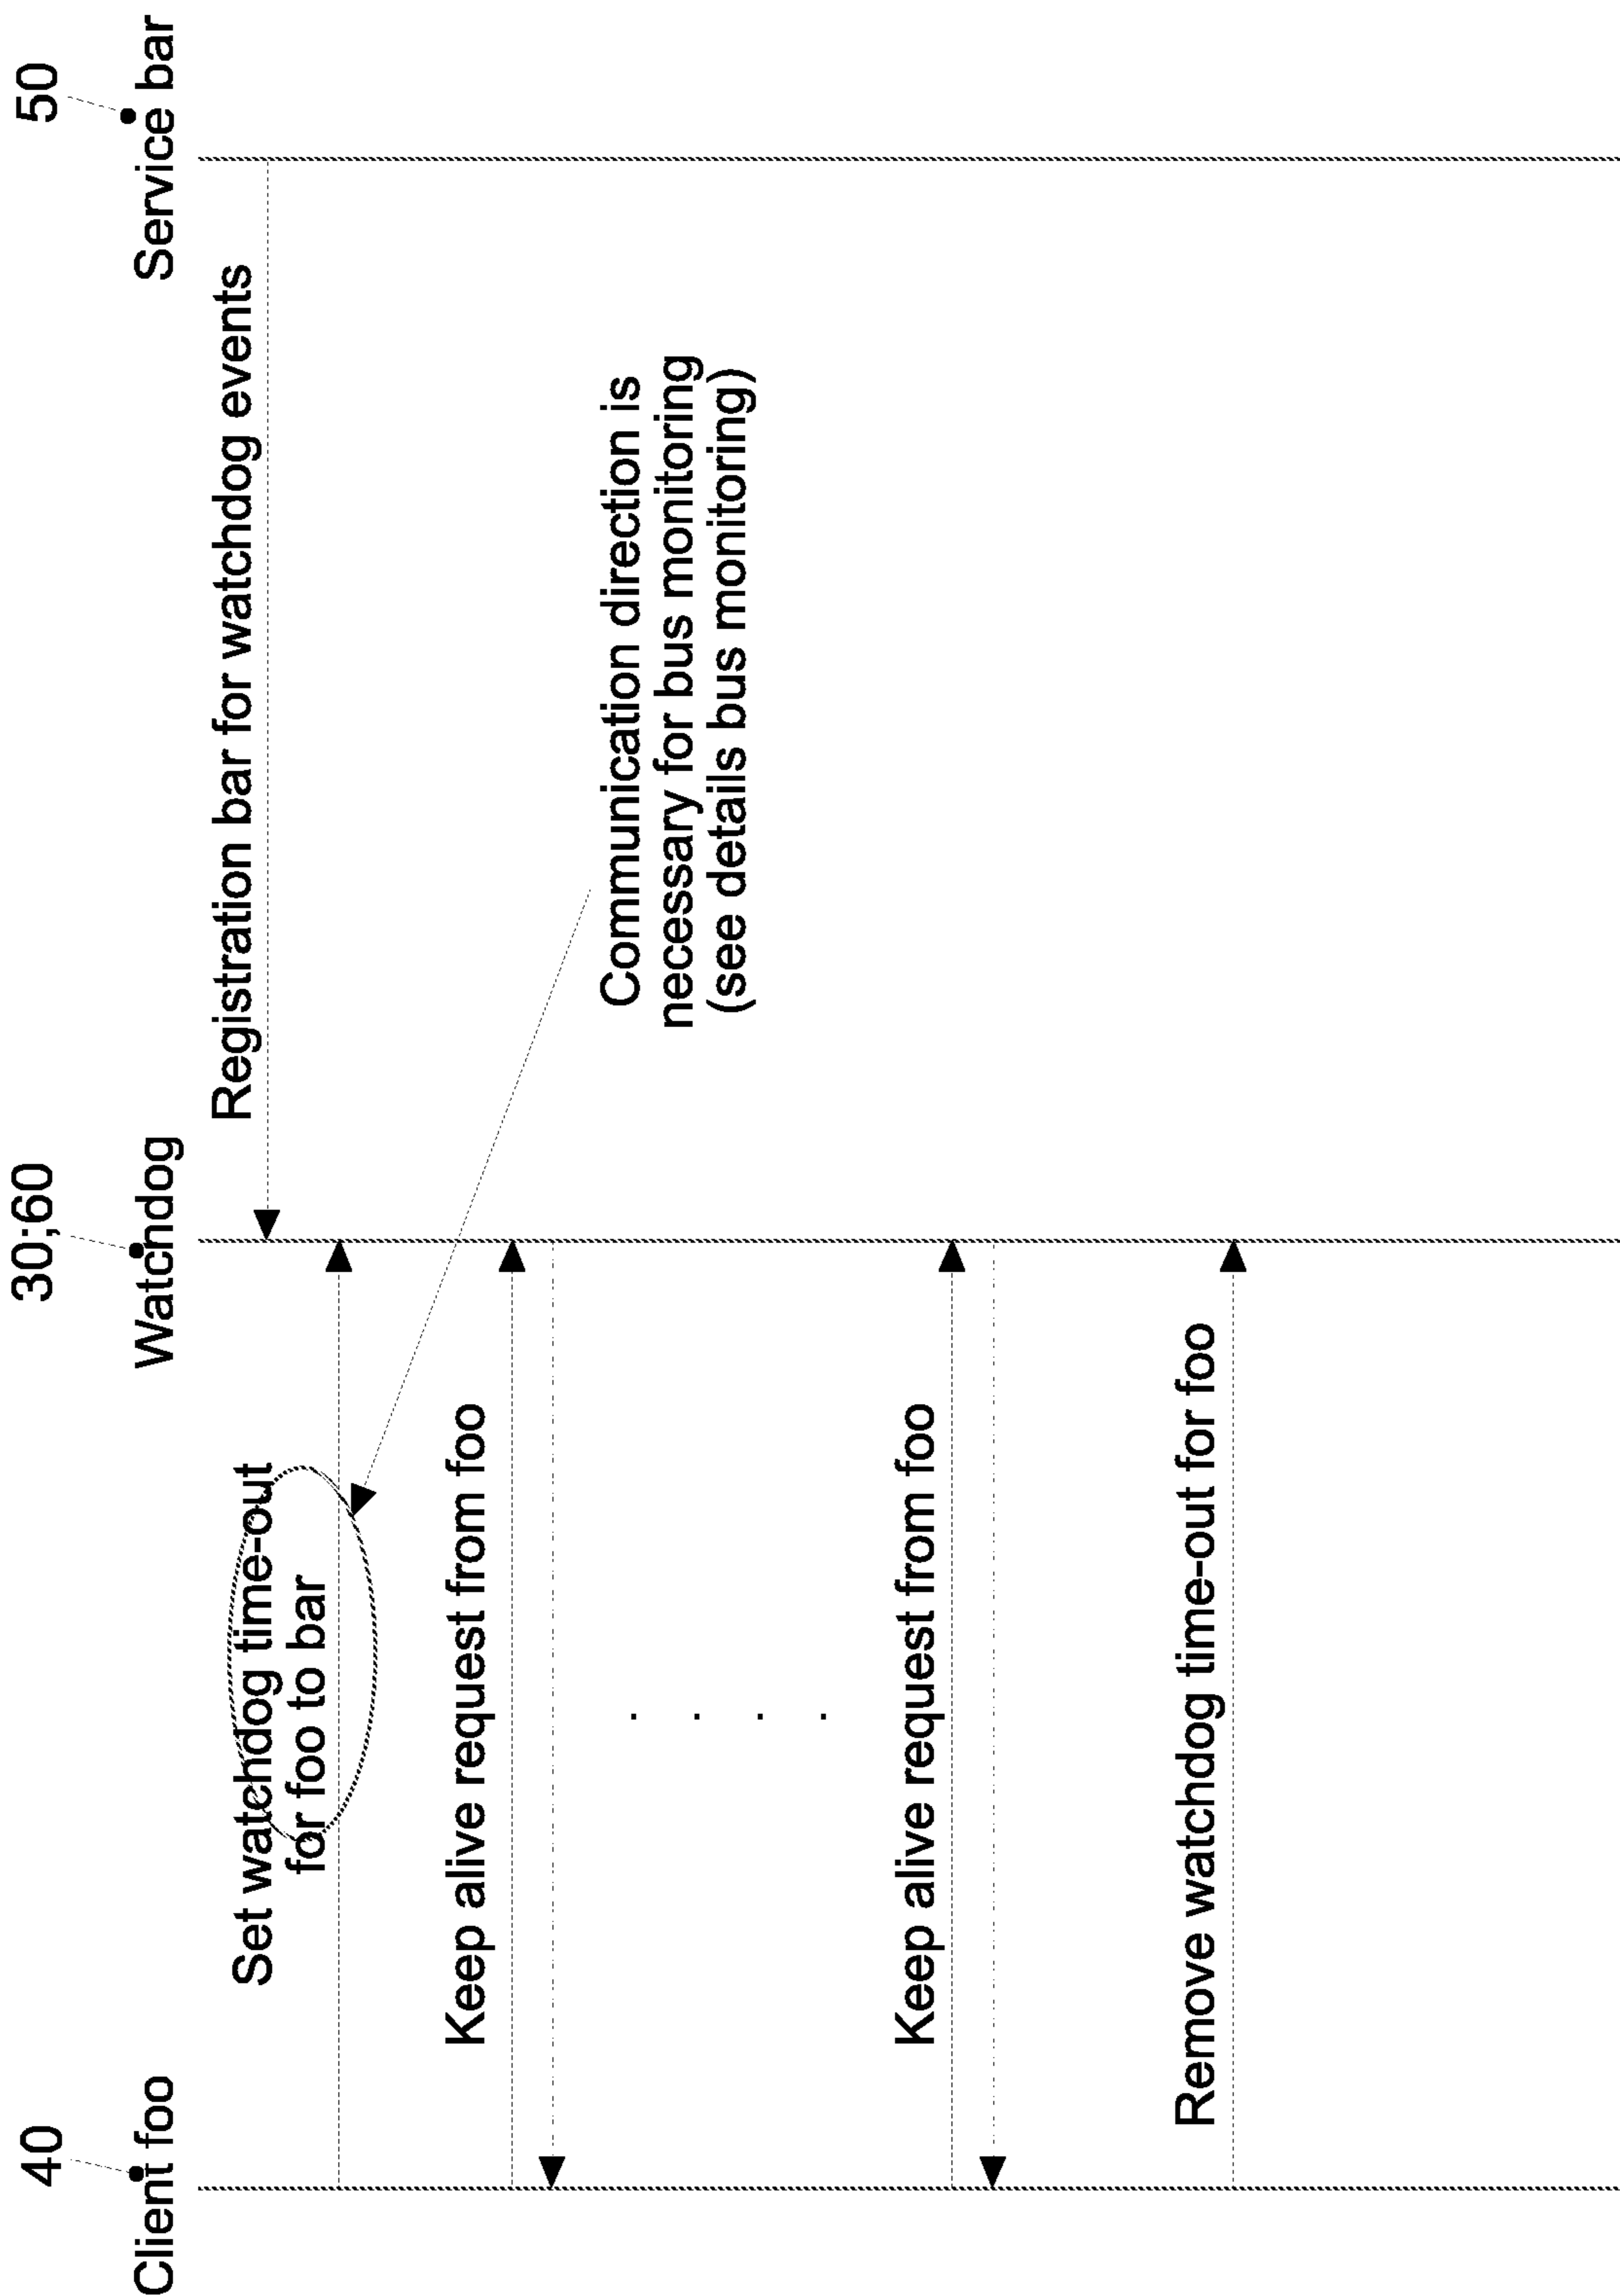 40
30;60
50
Client foo
Watchdog
Service bar
Registration bar for watchdog events
Set watchdog time-out
for foo to bar
Keep alive request from foo
Communication direction is
necessary for bus monitoring
(see details bus monitoring)
. . . .
Keep alive request from foo
Remove watchdog time-out for foo